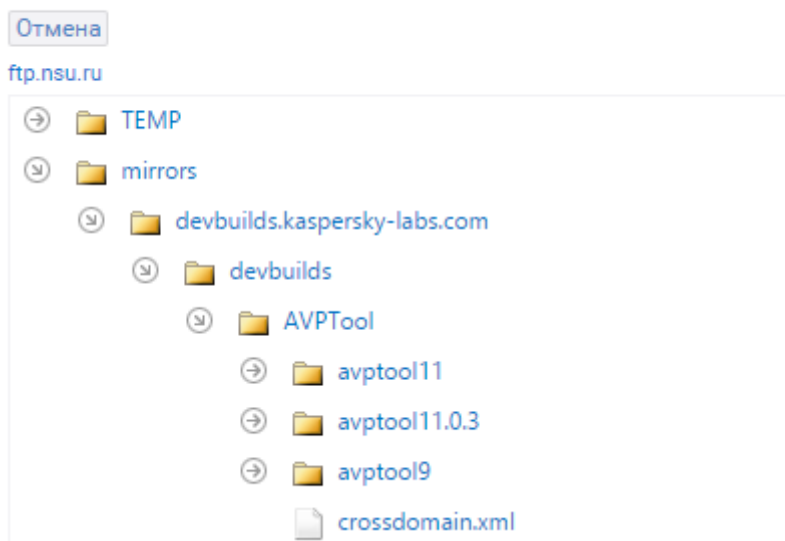 Отмена
ftp.nsu.ru
TEMP
mirrors
devbuilds.kaspersky-labs.com
devbuilds
AVPTool
avptool11
avptool11.0.3
avptool9
crossdomain.xml